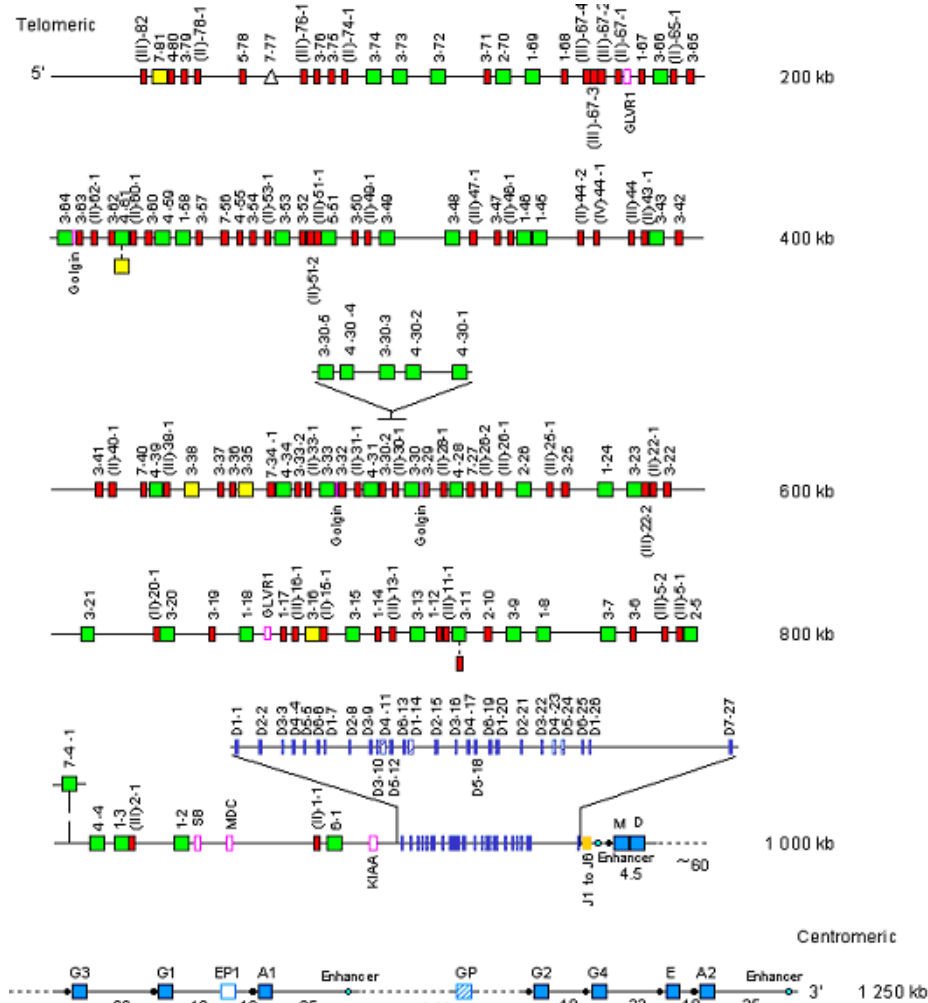 Telomeric
(III)-82 7-81 4-80 3-79 (II)-78-1 5-78 7-77 (III)-76-1 3-76 3-75 (II)-74-1 3-74 3-73 3-72 3-71 2-70 1-69 1-68 (III)-67-4 (III)-67-2 (II)-67-1 1-67 3-66 (II)-65-1 3-65
5' 200 kb
(III)-67-3 GLVR1
3-64 3-63 (II)-62-1 3-62 4-61 (II)-60-1 3-60 4-59 1-58 3-57 7-56 4-55 3-54 (II)-53-1 3-53 3-52 (III)-51-1 5-51 3-50 (II)-49-1 3-49 3-48 (III)-47-1 3-47 (II)-46-1 1-46 1-45 (II)-44-2 (IV)-44-1 (III)-44 (II)-43-1 3-43 3-42
400 kb
Golgin (II)-51-2
3-30-5 4-30-4 3-30-3 4-30-2 4-30-1
3-41 (II)-40-1 7-40 4-39 (III)-38-1 3-38 3-37 3-36 3-35 7-34-1 4-34 3-33-2 (II)-33-1 3-33 3-32 (II)-31-1 4-31 3-30-2 (II)-30-1 3-30 3-29 (II)-28-1 4-28 7-27 (II)-26-2 (II)-26-1 2-26 (III)-25-1 3-25 1-24 3-23 (II)-22-1 3-22
600 kb
Golgin Golgin (III)-22-2
3-21 (II)-20-1 3-20 3-19 1-18 GLVR1 1-17 (III)-16-1 3-16 (II)-15-1 3-15 1-14 (III)-13-1 3-13 1-12 (III)-11-1 3-11 2-10 3-9 1-8 3-7 3-6 (III)-5-2 (II)-5-1 2-5
800 kb
D1-1 D2-2 D3-3 D4-4 D5-5 D6-6 D1-7 D2-8 D3-9 D4-11 D6-13 D1-14 D2-15 D3-16 D4-17 D6-19 D1-20 D2-21 D3-22 D4-23 D5-24 D6-25 D1-26 D7-27
D3-10 D5-12 D5-18
7-4-1
4-4 1-3 (III)-2-1 1-2 S8 MDC (II)-1-1 6-1 M D
1 000 kb
KIAA J1 to J6 Enhancer
4.5
~60
Centromeric
G3 G1 EP1 A1 Enhancer GP G2 G4 E A2 Enhancer
3' 1 250 kb